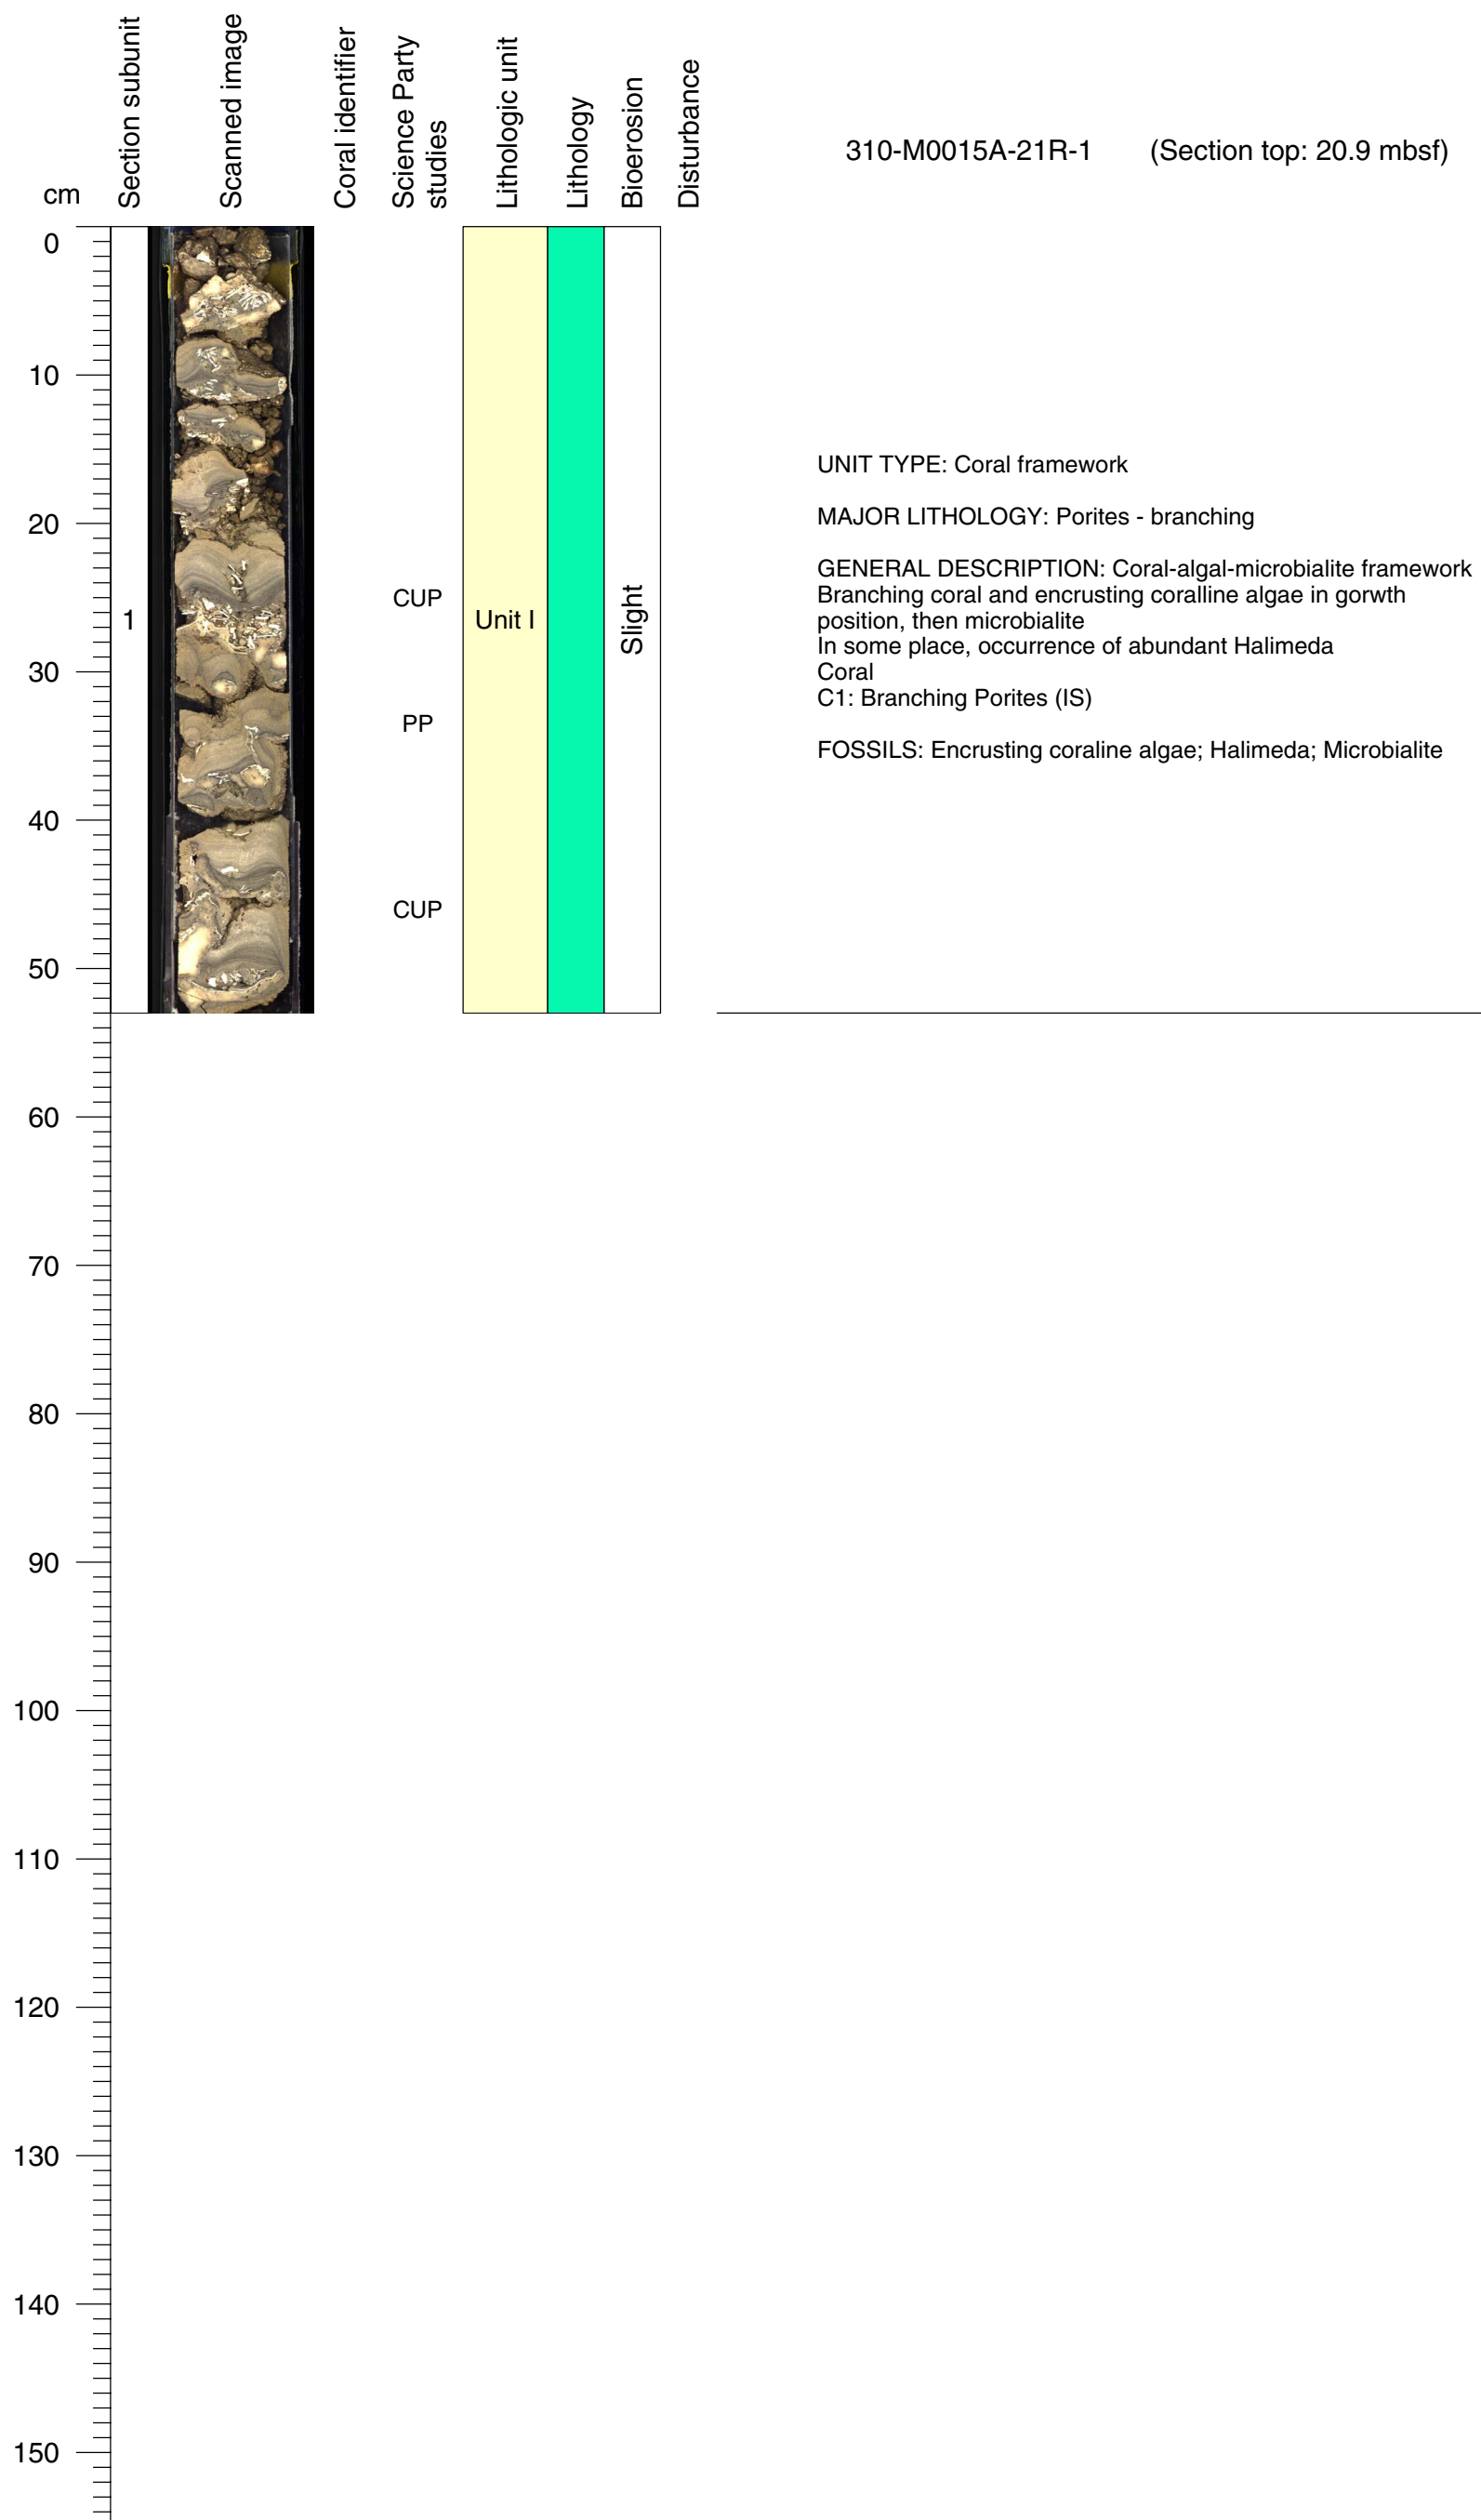 cm
Section subunit
Scanned image
Coral identifier
Science Party
studies
Lithologic unit
Lithology
Bioerosion
Disturbance
310-M0015A-21R-1 (Section top: 20.9 mbsf)
0
10
20
30
40
50
60
70
80
90
100
110
120
130
140
150
1
CUP
PP
CUP
Unit I
Slight
UNIT TYPE: Coral framework
MAJOR LITHOLOGY: Porites - branching
GENERAL DESCRIPTION: Coral-algal-microbialite framework
Branching coral and encrusting coralline algae in gorwth
position, then microbialite
In some place, occurrence of abundant Halimeda
Coral
C1: Branching Porites (IS)
FOSSILS: Encrusting coraline algae; Halimeda; Microbialite